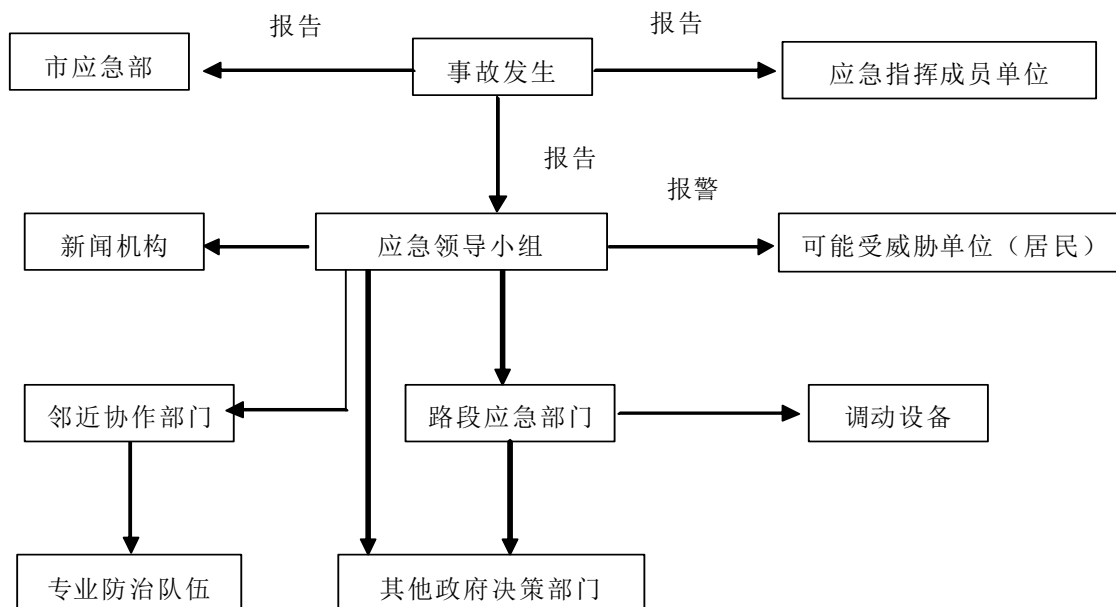 报告
报告
市应急部
事故发生
应急指挥成员单位
报告
报警
新闻机构
应急领导小组
可能受威胁单位（居民）
邻近协作部门
路段应急部门
调动设备
专业防治队伍
其他政府决策部门